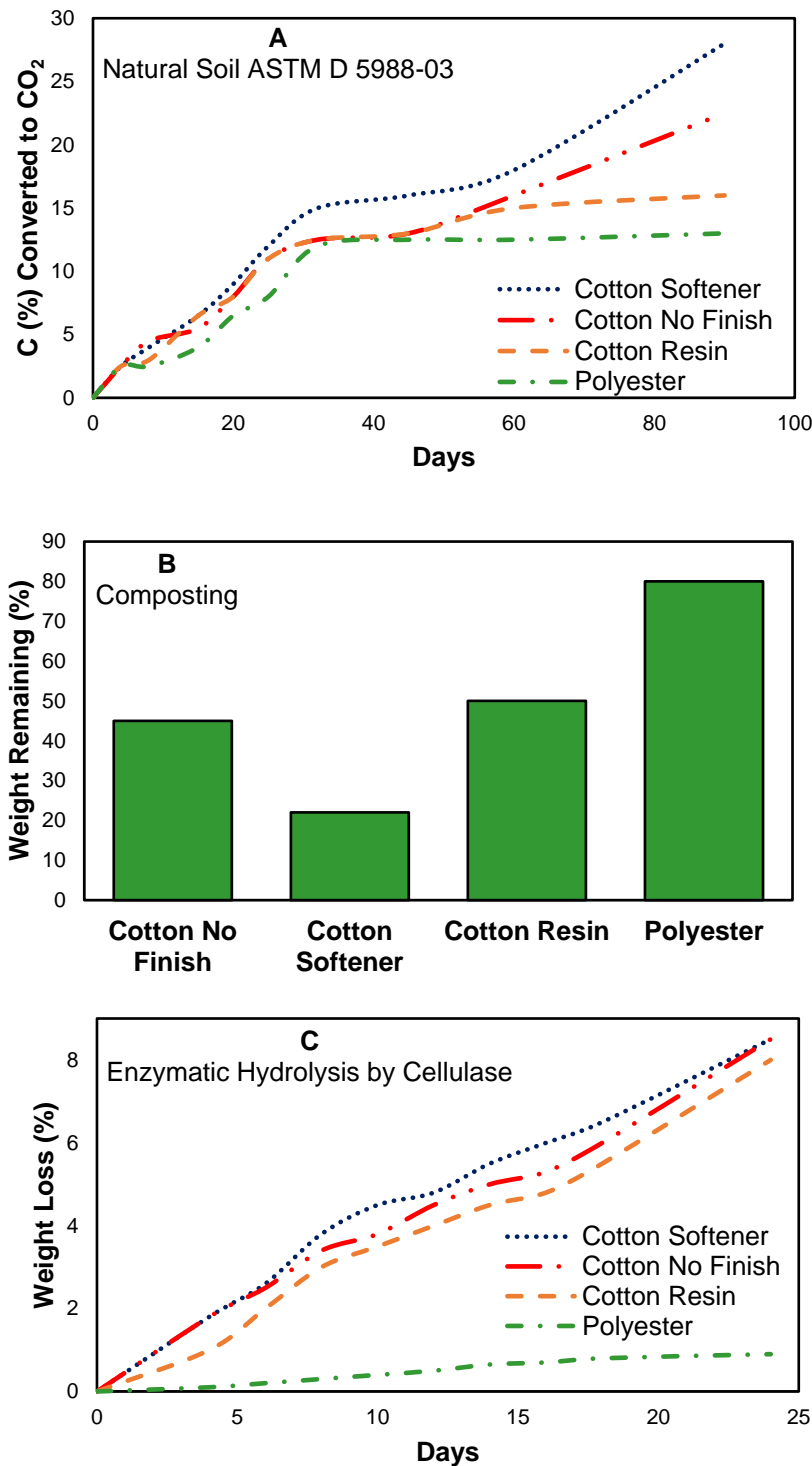 A
Natural Soil ASTM D 5988-03
C (%) Converted to CO2
30
25
20
15
10
5
0
Cotton Softener
Cotton No Finish
Cotton Resin
Polyester
0 20 40 60 80 100
Days
B
Composting
Weight Remaining (%)
90
80
70
60
50
40
30
20
10
0
Cotton No Finish
Cotton Softener
Cotton Resin
Polyester
C
Enzymatic Hydrolysis by Cellulase
Weight Loss (%)
8
6
4
2
0
Cotton Softener
Cotton No Finish
Cotton Resin
Polyester
0 5 10 15 20 25
Days